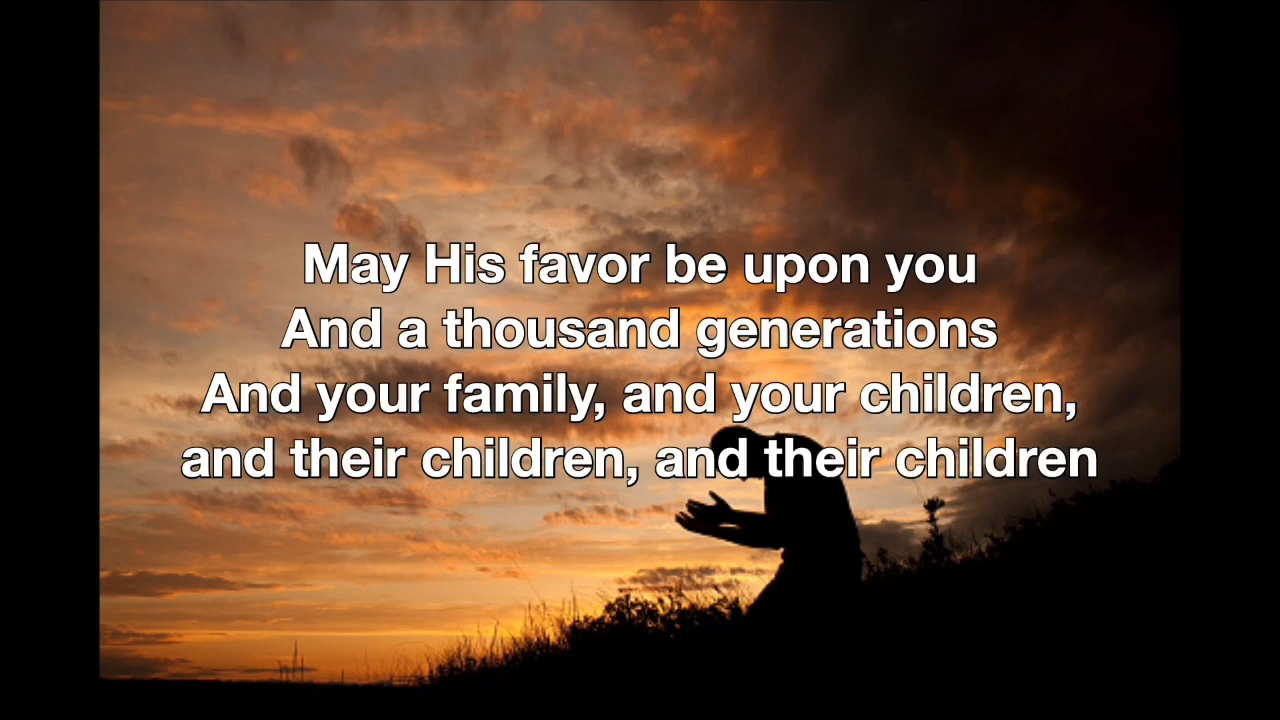 May His favor be upon you
And a thousand generations
And your family, and your children,
and their children, and their children